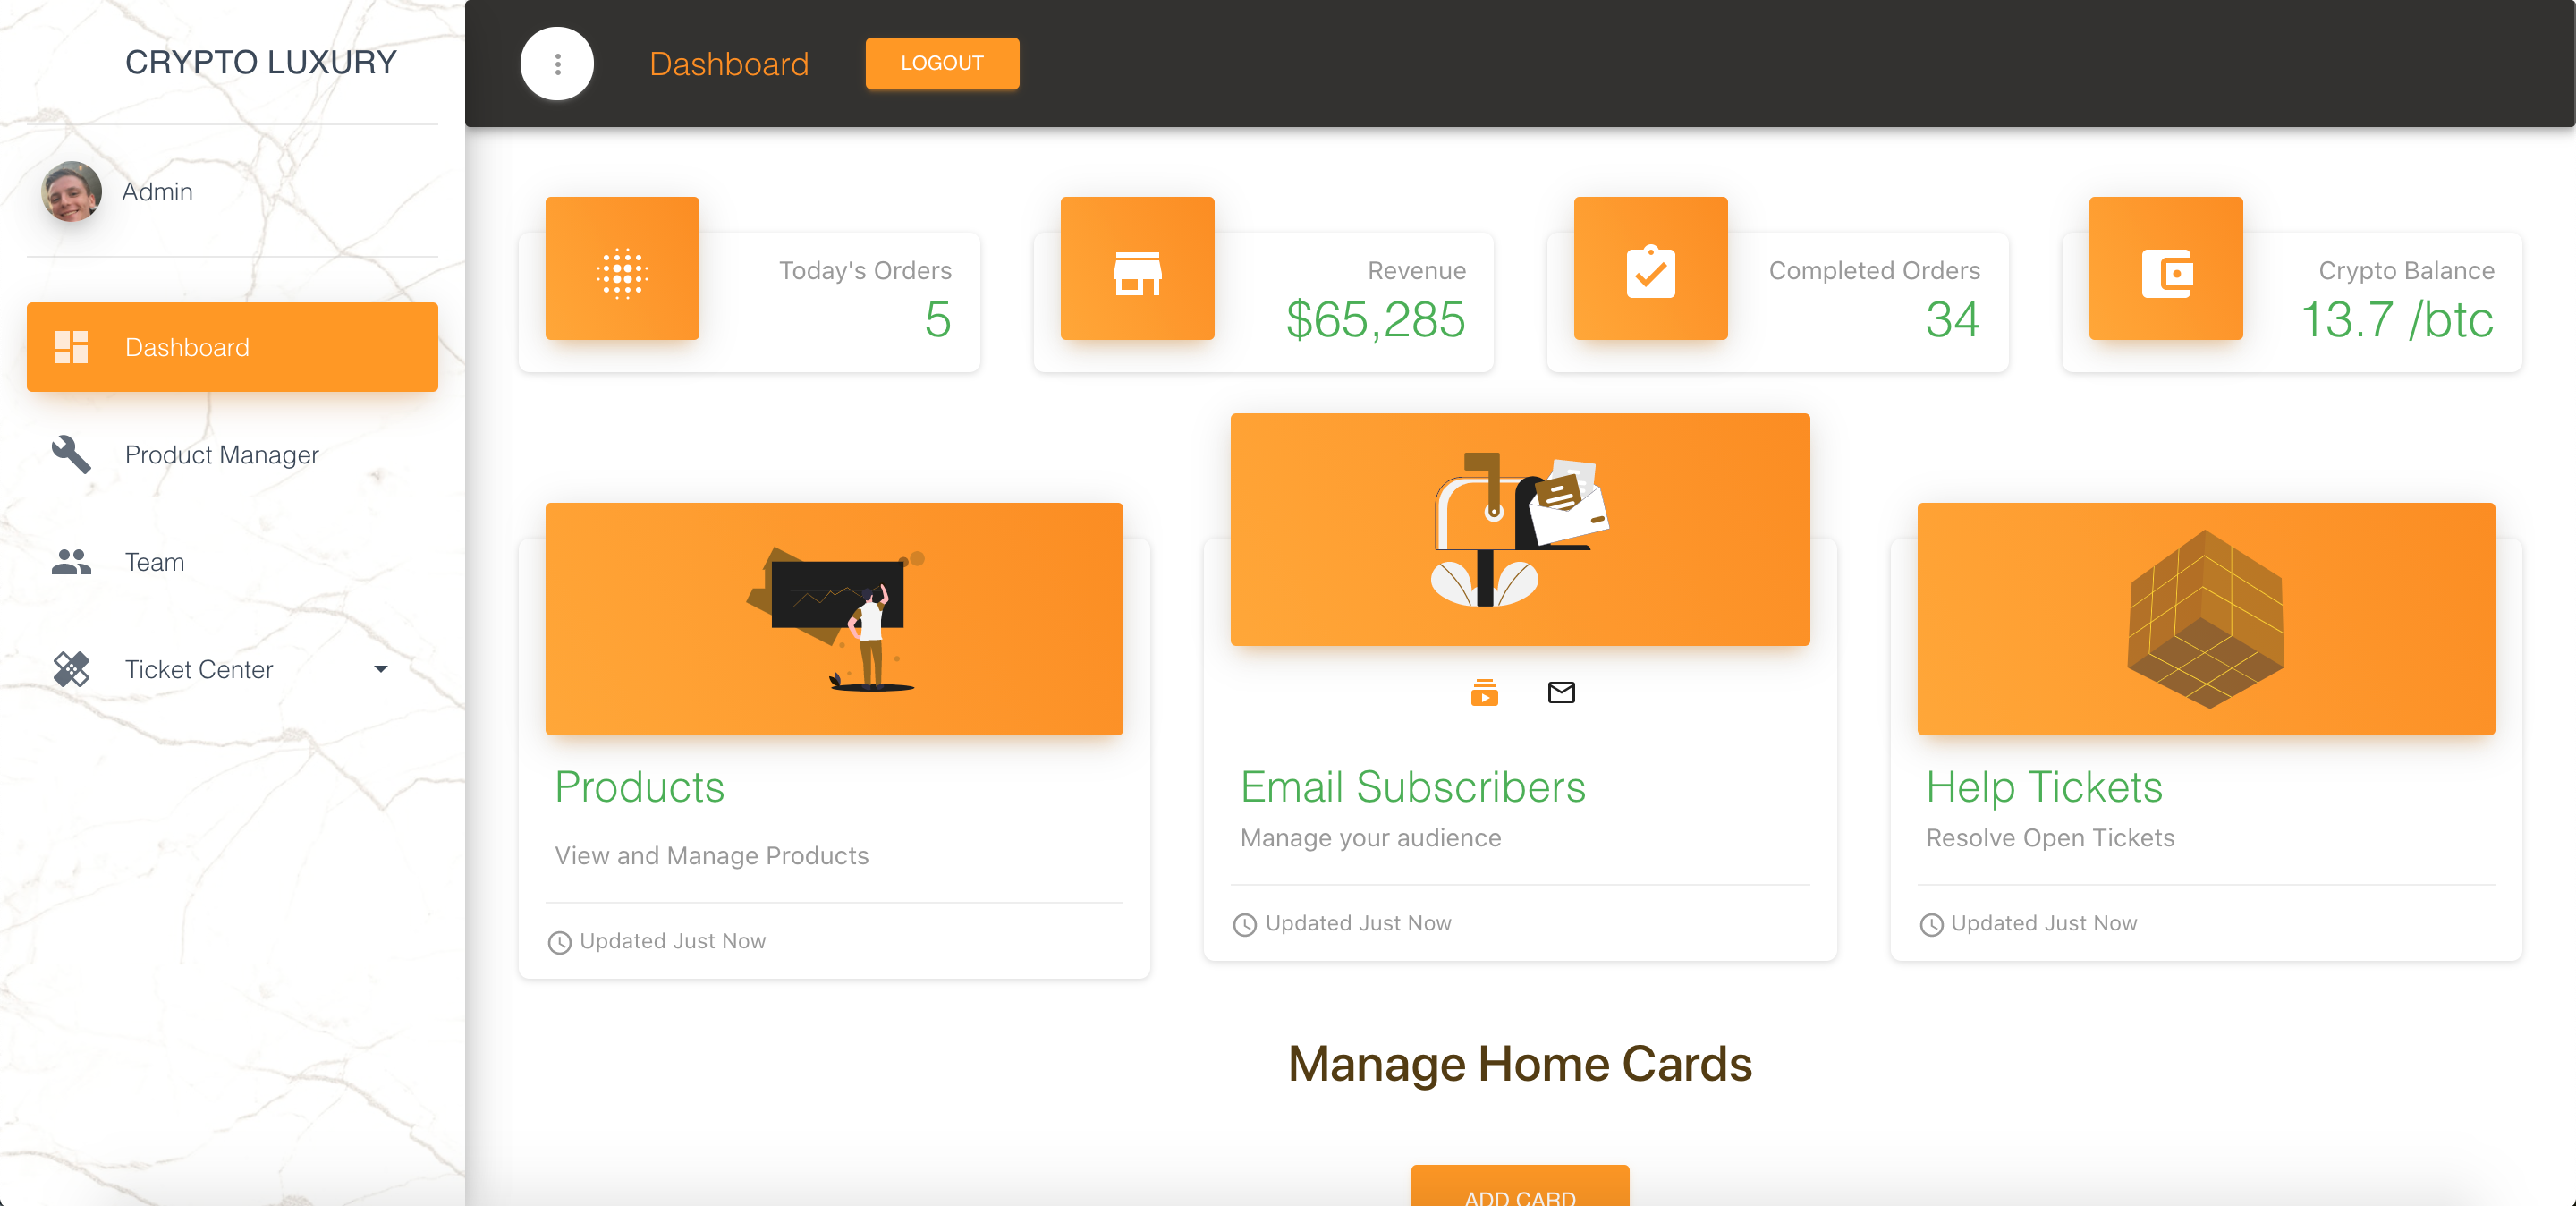 CRYPTO LUXURY
Admin
Dashboard
Product Manager
Team
Ticket Center
Dashboard
LOGOUT
Today's Orders
5
Revenue
$65,285
Completed Orders
34
Crypto Balance
13.7 /btc
Products
View and Manage Products
Updated Just Now
Email Subscribers
Manage your audience
Updated Just Now
Help Tickets
Resolve Open Tickets
Updated Just Now
Manage Home Cards
ADD CARD